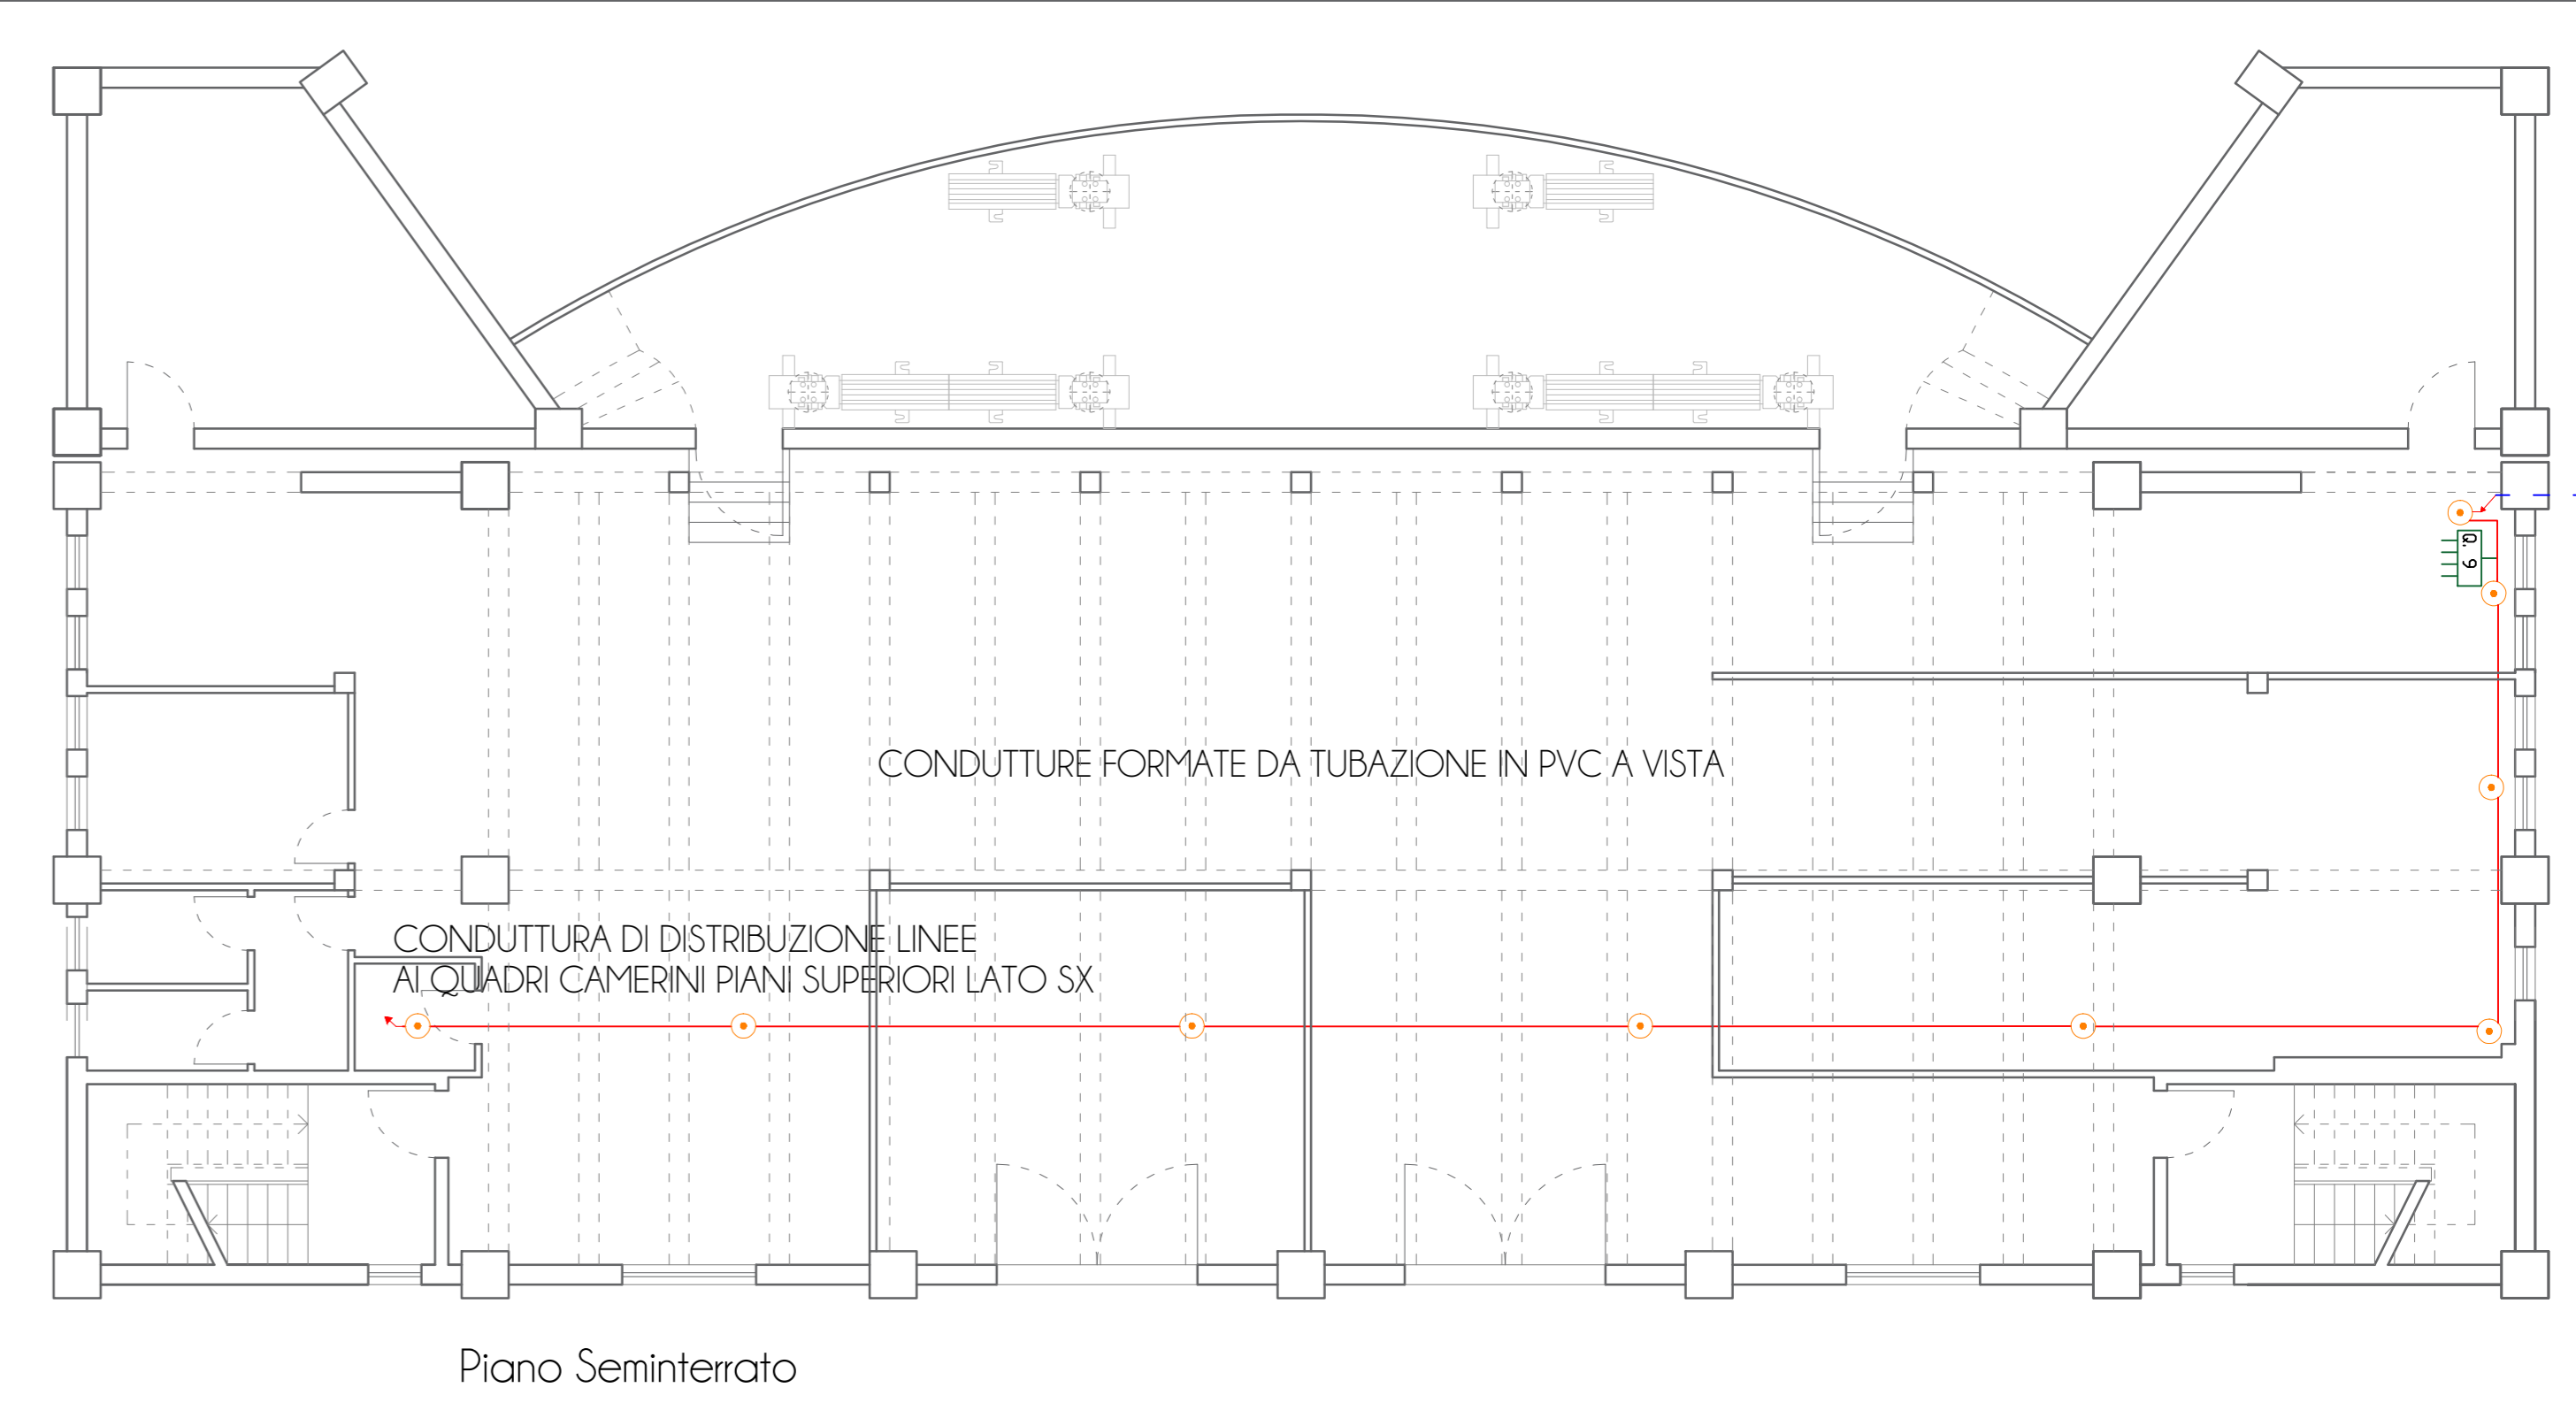 Q. 9
CONDUTTURE FORMATE DA TUBAZIONE IN PVC A VISTA
CONDUTTURA DI DISTRIBUZIONE LINEE
AI QUADRI CAMERINI PIANI SUPERIORI LATO SX
Piano Seminterrato